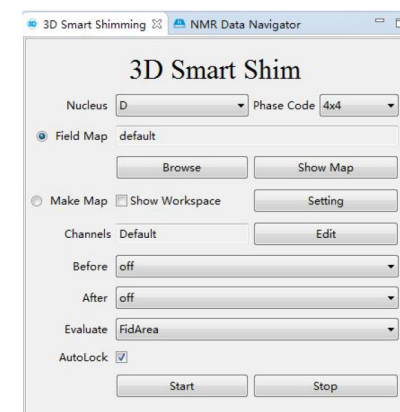 3D Smart Shimming NMR Data Navigator
3D Smart Shim
Nucleus D Phase Code 4x4
Field Map default
Browse Show Map
Make Map Show Workspace Setting
Channels Default Edit
Before off
After off
Evaluate FidArea
AutoLock
Start Stop